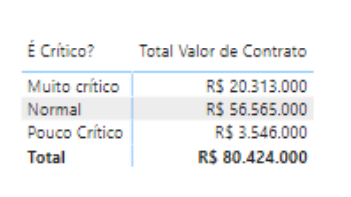 É Crítico? Total Valor de Contrato
Muito crítico R$ 20.313.000
Normal R$ 56.565.000
Pouco Crítico R$ 3.546.000
Total R$ 80.424.000